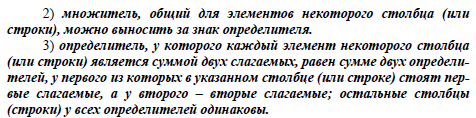 2) множитель, общий для элементов некоторого столбца (или
строки), можно выносить за знак определителя.
3) определитель, у которого каждый элемент некоторого столбца
(или строки) является суммой двух слагаемых, равен сумме двух определи-
телей, у первого из которых в указанном столбце (или строке) стоят пер-
вые слагаемые, а у второго – вторые слагаемые; остальные столбцы
(строки) у всех определителей одинаковы.